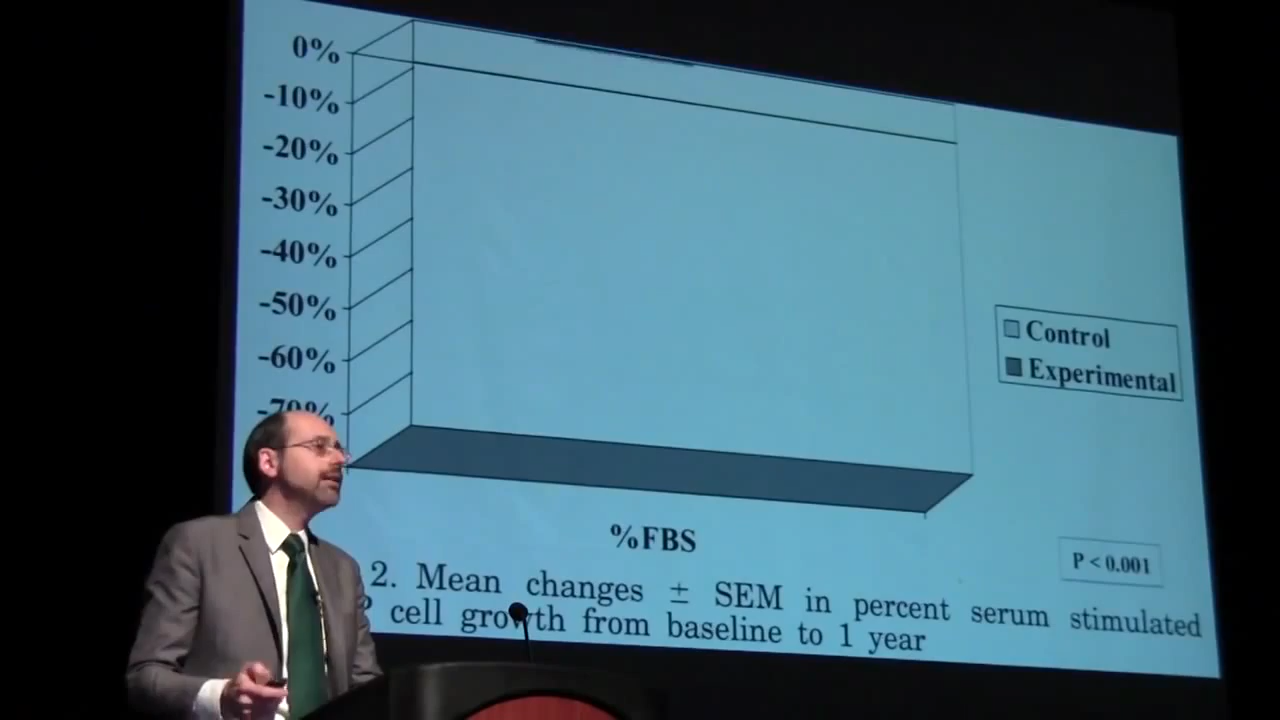 0%
-10%
-20%
-30%
-40%
-50%
-60%
-70%
Control
Experimental
%FBS
P < 0.001
2. Mean changes ± SEM in percent serum stimulated
cell growth from baseline to 1 year